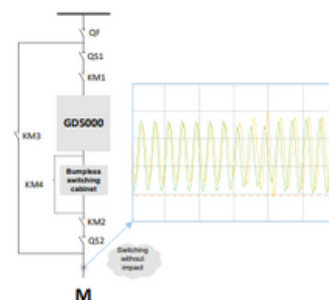 QF
QS1
KM1
KM3
GD5000
KM4
Bumpless
switching
cabinet
KM2
QS2
Switching
without
impact
M